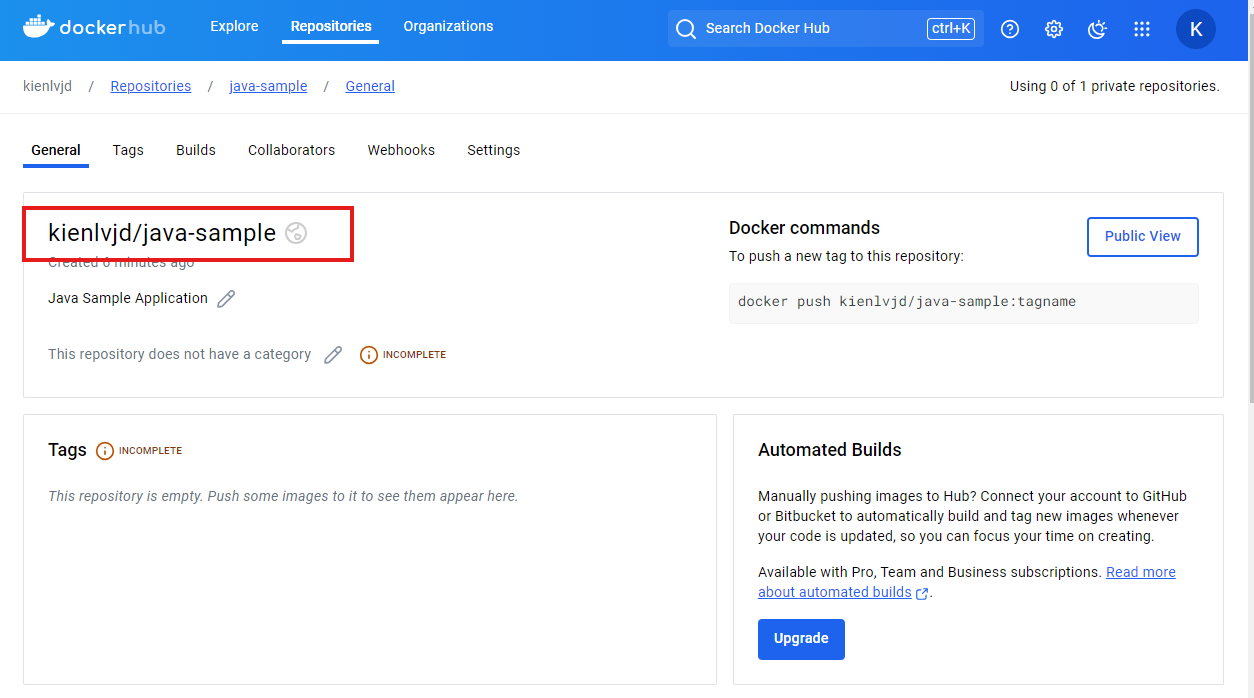 dockerhub Explore Repositories Organizations Search Docker Hub ctrl+K K
kienlvjd / Repositories / java-sample / General Using 0 of 1 private repositories.
General Tags Builds Collaborators Webhooks Settings
kienlvjd/java-sample
Created 6 minutes ago
Java Sample Application
This repository does not have a category INCOMPLETE
Docker commands
Public View
To push a new tag to this repository:
docker push kienlvjd/java-sample:tagname
Tags INCOMPLETE
This repository is empty. Push some images to it to see them appear here.
Automated Builds
Manually pushing images to Hub? Connect your account to GitHub
or Bitbucket to automatically build and tag new images whenever
your code is updated, so you can focus your time on creating.
Available with Pro, Team and Business subscriptions. Read more
about automated builds.
Upgrade